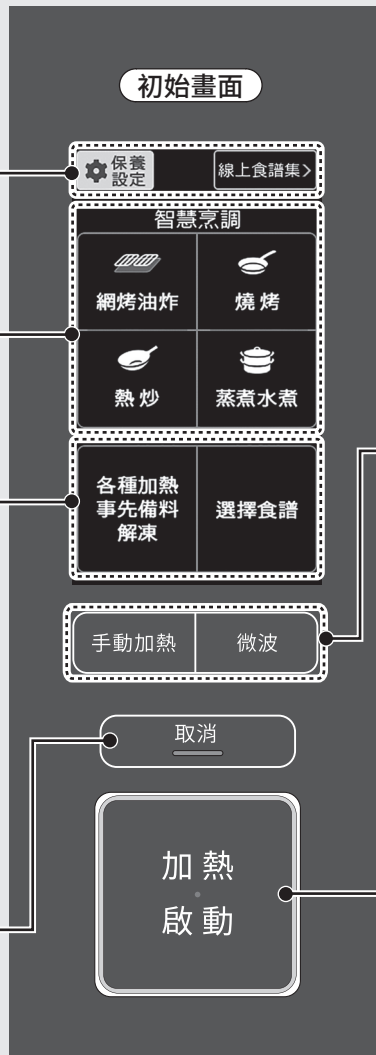 初始畫面
保養
設定
線上食譜集>
智慧烹調
網烤油炸
燒烤
熱炒
蒸煮水煮
各種加熱
事先備料
解凍
選擇食譜
手動加熱
微波
取消
加熱
啟動